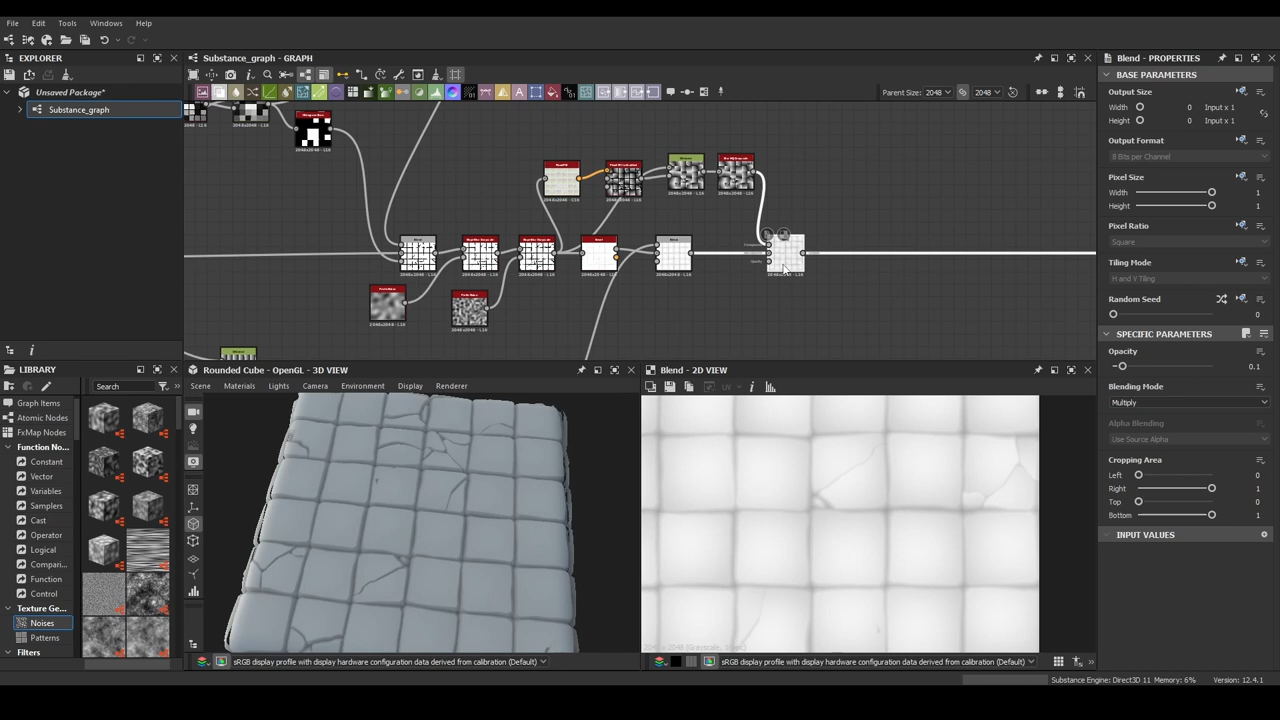 File Edit Tools Windows Help
EXPLORER
Substance_graph - GRAPH
Blend - PROPERTIES
BASE PARAMETERS
Unsaved Package*
Parent Size: 2048 2048
Output Size
Substance_graph
Width 0 Input x 1
Height 0 Input x 1
Output Format
8 Bits per Channel
Pixel Size
Width 1
Height 1
Pixel Ratio
Square
Tiling Mode
H and V Tiling
Random Seed
0
SPECIFIC PARAMETERS
Opacity
0.1
Blending Mode
Multiply
Alpha Blending
Use Source Alpha
Cropping Area
Left 0
Right 1
Top 0
Bottom 1
INPUT VALUES
LIBRARY
Search
Graph Items
Atomic Nodes
FxMap Nodes
Function No...
Constant
Vector
Variables
Samplers
Cast
Operator
Logical
Compari...
Function
Control
Texture Ge...
Noises
Patterns
Filters
Rounded Cube - OpenGL - 3D VIEW
Scene Materials Lights Camera Environment Display Renderer
sRGB display profile with display hardware configuration data derived from calibration (Default)
Blend - 2D VIEW
UV
sRGB display profile with display hardware configuration data derived from calibration (Default)
Substance Engine: Direct3D 11 Memory: 6% Version: 12.4.1